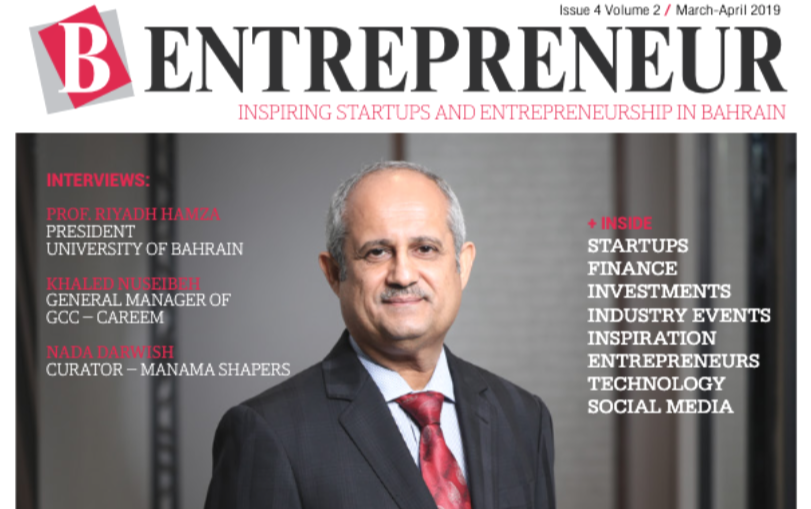 Issue 4 Volume 2 / March-April 2019
B ENTREPRENEUR
INSPIRING STARTUPS AND ENTREPRENEURSHIP IN BAHRAIN
INTERVIEWS:
PROF. RIYADH HAMZA
PRESIDENT
UNIVERSITY OF BAHRAIN
KHALED NUSEIBEH
GENERAL MANAGER OF
GCC – CAREEM
NADA DARWISH
CURATOR – MANAMA SHAPERS
+ INSIDE
STARTUPS
FINANCE
INVESTMENTS
INDUSTRY EVENTS
INSPIRATION
ENTREPRENEURS
TECHNOLOGY
SOCIAL MEDIA